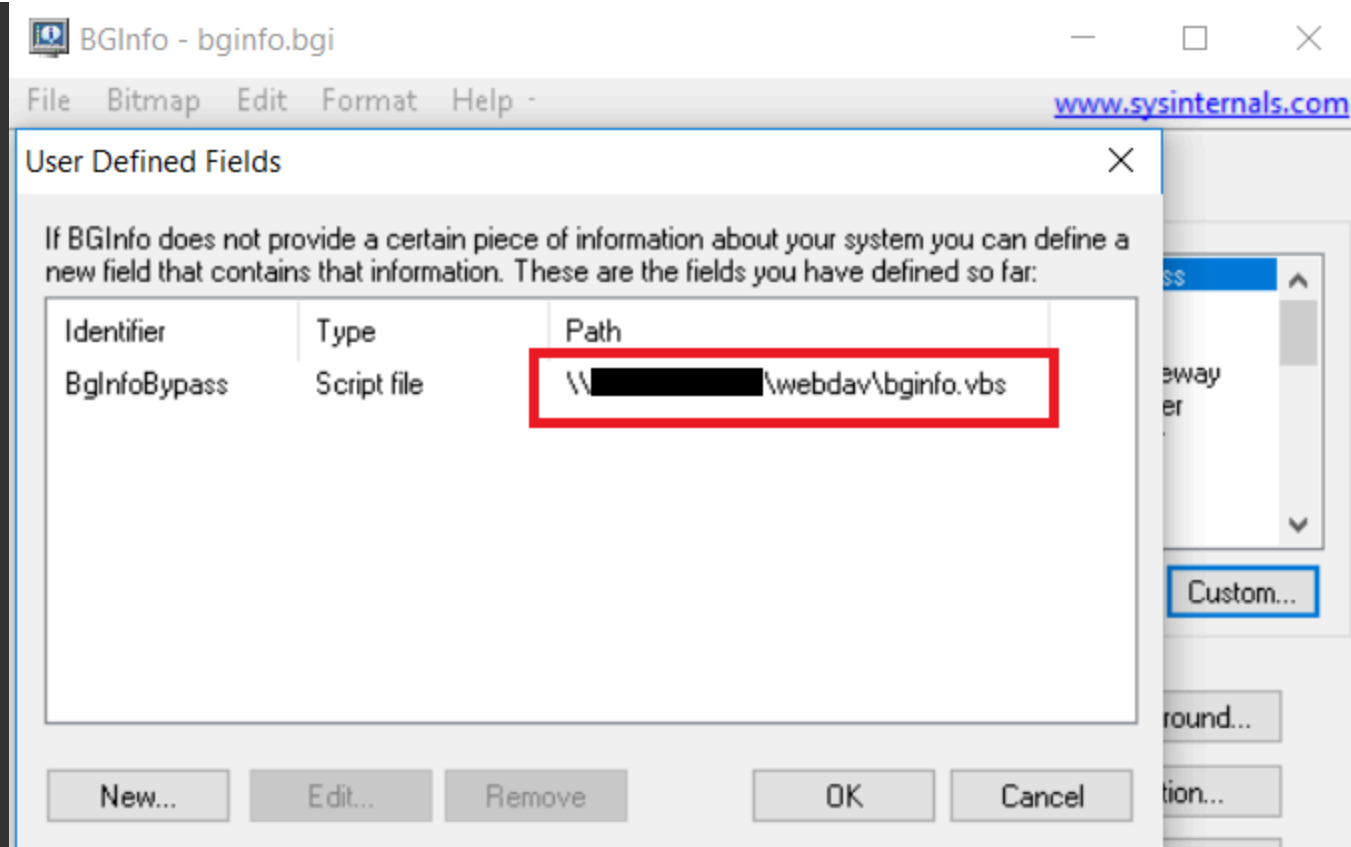 BGInfo - bginfo.bgi
File Bitmap Edit Format Help -
www.sysinternals.com
User Defined Fields
If BGInfo does not provide a certain piece of information about your system you can define a
new field that contains that information. These are the fields you have defined so far:
Identifier Type Path
BgInfoBypass Script file \\ \webdav\bginfo.vbs
ss
eway
er
Custom...
round...
tion...
New... Edit... Remove OK Cancel